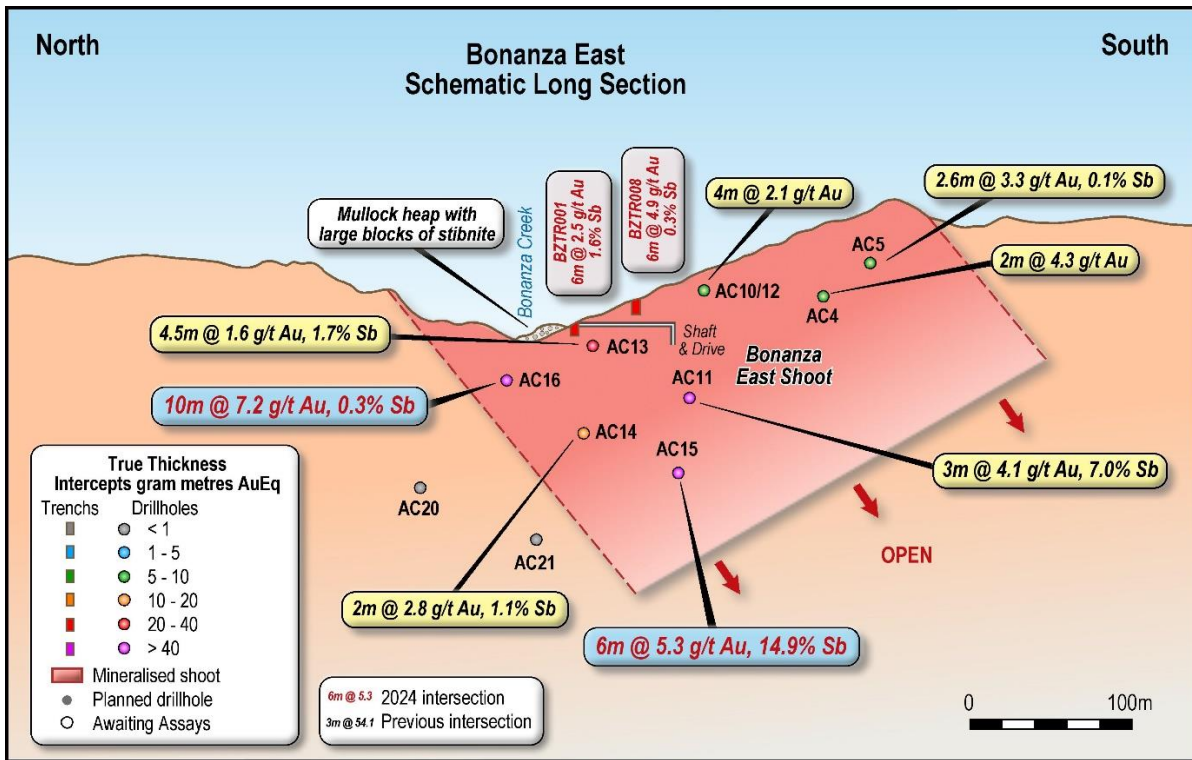 North
Bonanza East
Schematic Long Section
South
Mullock heap with
large blocks of stibnite
Bonanza Creek
BZTR001
6m @ 2.5 g/t Au
1.6% Sb
BZTR008
6m @ 4.9 g/t Au
0.3% Sb
4m @ 2.1 g/t Au
2.6m @ 3.3 g/t Au, 0.1% Sb
AC5
2m @ 4.3 g/t Au
AC10/12
AC4
4.5m @ 1.6 g/t Au, 1.7% Sb
AC13
Shaft
& Drive
Bonanza
East Shoot
AC16
AC11
10m @ 7.2 g/t Au, 0.3% Sb
AC14
AC15
3m @ 4.1 g/t Au, 7.0% Sb
AC20
AC21
OPEN
2m @ 2.8 g/t Au, 1.1% Sb
6m @ 5.3 g/t Au, 14.9% Sb
True Thickness
Intercepts gram metres AuEq
Trenchs Drillholes
< 1
1 - 5
5 - 10
10 - 20
20 - 40
> 40
Mineralised shoot
Planned drillhole
Awaiting Assays
6m @ 5.3 2024 intersection
3m @ 54.1 Previous intersection
0 100m